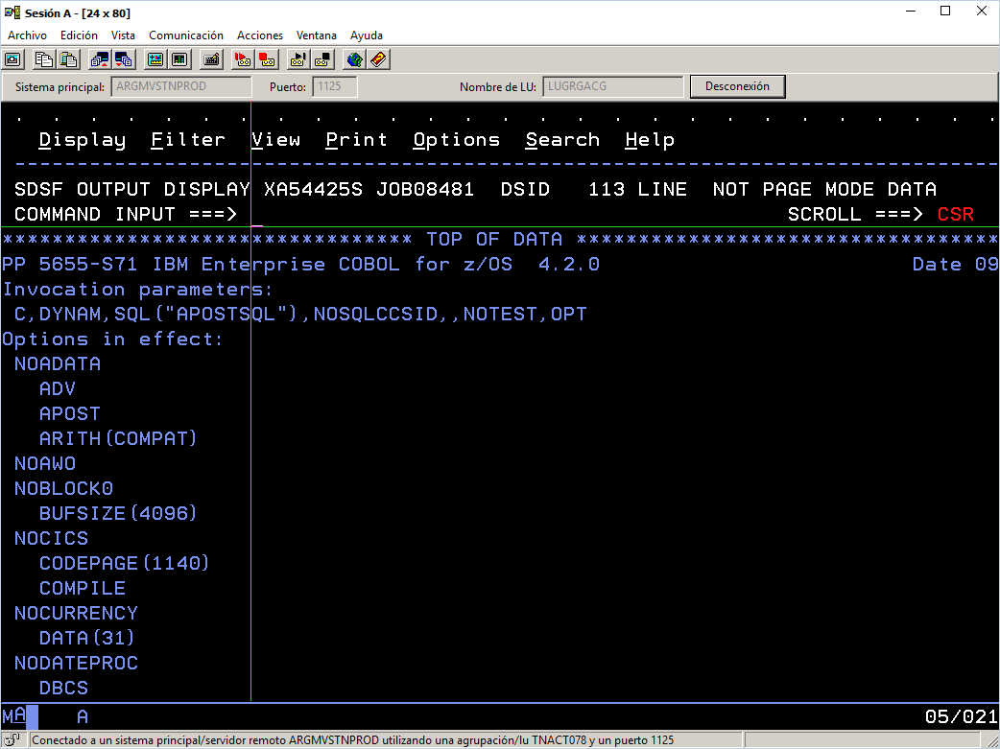 Sesión A - [24 x 80]
Archivo Edición Vista Comunicación Acciones Ventana Ayuda
Sistema principal: ARGMVSTNPROD Puerto: 1125 Nombre de LU: LUGRGACG Desconexión
. . . . . . . . . . . . . . . . . . . . . . . . . . .
Display Filter View Print Options Search Help
-------------------------------------------------------------------------------
SDSF OUTPUT DISPLAY XA54425S JOB08481 DSID 113 LINE NOT PAGE MODE DATA
COMMAND INPUT ===> _ SCROLL ===> CSR
********************************* TOP OF DATA **********************************
PP 5655-S71 IBM Enterprise COBOL for z/OS 4.2.0 Date 09
Invocation parameters:
C,DYNAM,SQL("APOSTSQL"),NOSQLCCSID,,NOTEST,OPT
Options in effect:
NOADATA
ADV
APOST
ARITH(COMPAT)
NOAWO
NOBLOCK0
BUFSIZE(4096)
NOCICS
CODEPAGE(1140)
COMPILE
NOCURRENCY
DATA(31)
NODATEPROC
DBCS
MA A 05/021
Conectado a un sistema principal/servidor remoto ARGMVSTNPROD utilizando una agrupación/lu TNACT078 y un puerto 1125